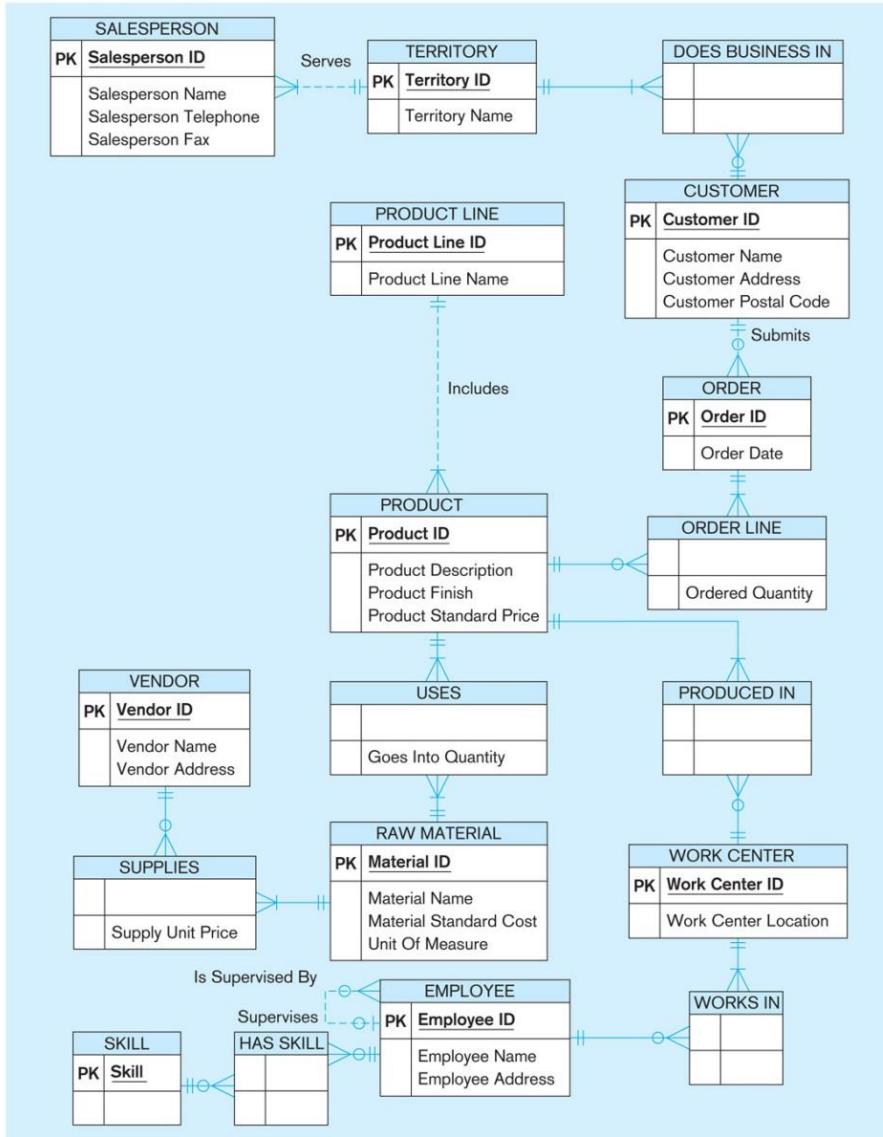 SALESPERSON
PK Salesperson ID
Salesperson Name
Salesperson Telephone
Salesperson Fax
Serves
TERRITORY
PK Territory ID
Territory Name
DOES BUSINESS IN
CUSTOMER
PK Customer ID
Customer Name
Customer Address
Customer Postal Code
PRODUCT LINE
PK Product Line ID
Product Line Name
Submits
Includes
ORDER
PK Order ID
Order Date
PRODUCT
PK Product ID
Product Description
Product Finish
Product Standard Price
ORDER LINE
Ordered Quantity
VENDOR
PK Vendor ID
Vendor Name
Vendor Address
USES
Goes Into Quantity
PRODUCED IN
SUPPLIES
Supply Unit Price
RAW MATERIAL
PK Material ID
Material Name
Material Standard Cost
Unit Of Measure
WORK CENTER
PK Work Center ID
Work Center Location
Is Supervised By
Supervises
EMPLOYEE
PK Employee ID
Employee Name
Employee Address
WORKS IN
SKILL
PK Skill
HAS SKILL